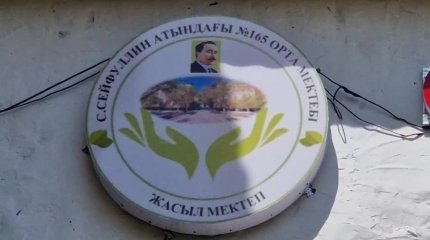 С.СЕЙФУЛЛИН АТЫНДАҒЫ №165 ОРТА МЕКТЕБІ
ЖАСЫЛ МЕКТЕП